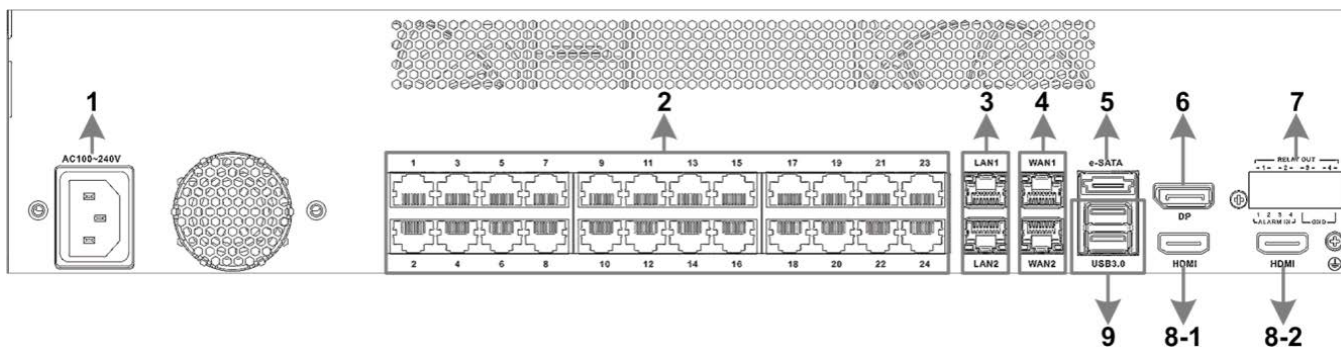 1 2 3 4 5 6 7
AC100~240V
1 3 5 7 9 11 13 15 17 19 21 23
LAN1 WAN1 e-SATA
RELAY OUT
1 2 3 4
DP
1 2 3 4
ALARM IN GND
LAN2 WAN2 USB3.0 HDMI HDMI
2 4 6 8 10 12 14 16 18 20 22 24
9 8-1 8-2